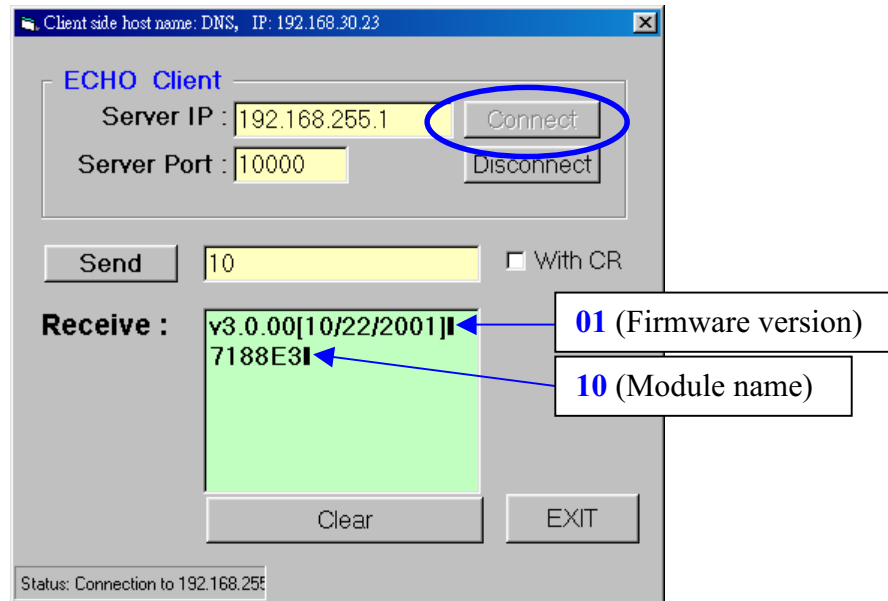 Client side host name: DNS,   IP: 192.168.30.23
ECHO Client
Server IP : 192.168.255.1 Connect
Server Port : 10000 Disconnect
Send 10 With CR
Receive : v3.0.00[10/22/2001] 01 (Firmware version)
7188E3
10 (Module name)
Clear EXIT
Status: Connection to 192.168.255